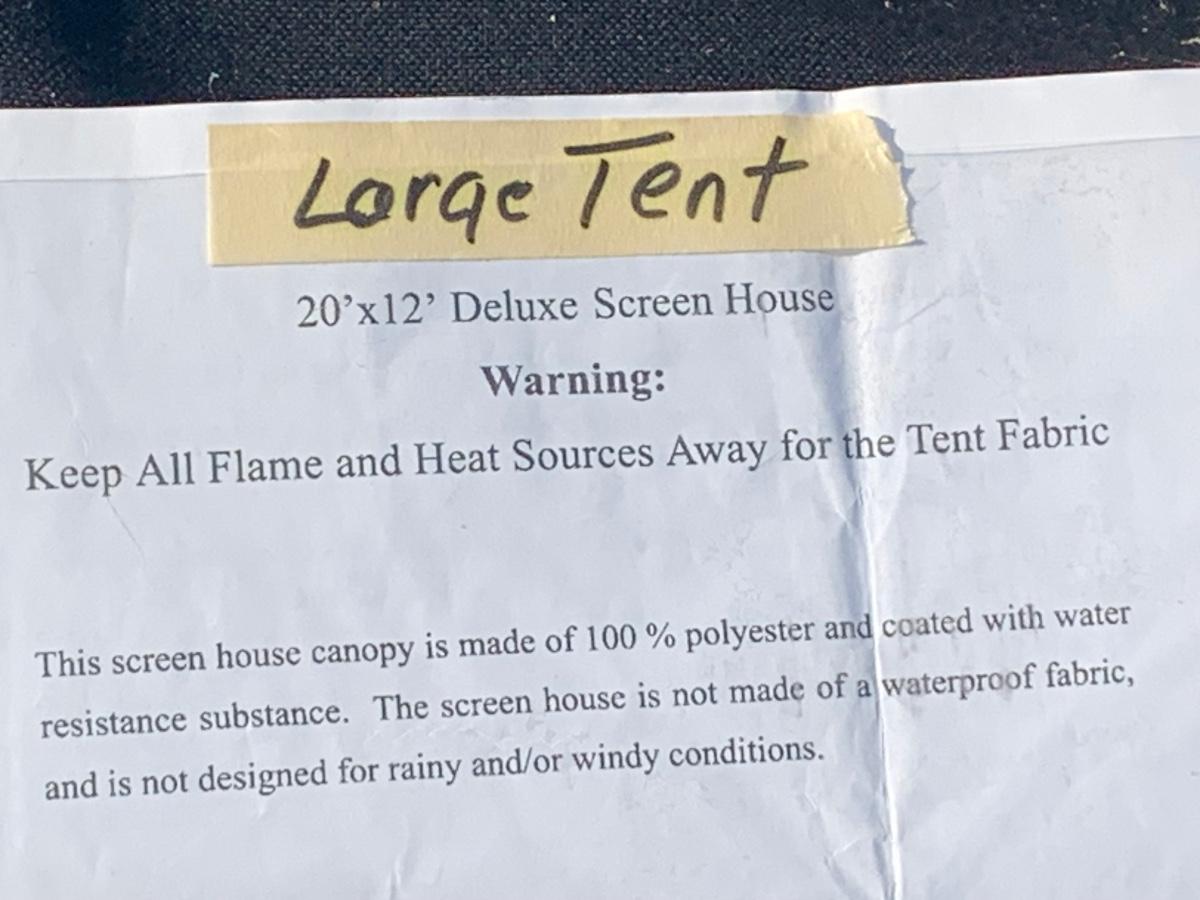 Large Tent
20’x12’ Deluxe Screen House
Warning:
Keep All Flame and Heat Sources Away for the Tent Fabric
This screen house canopy is made of 100 % polyester and coated with water
resistance substance. The screen house is not made of a waterproof fabric,
and is not designed for rainy and/or windy conditions.